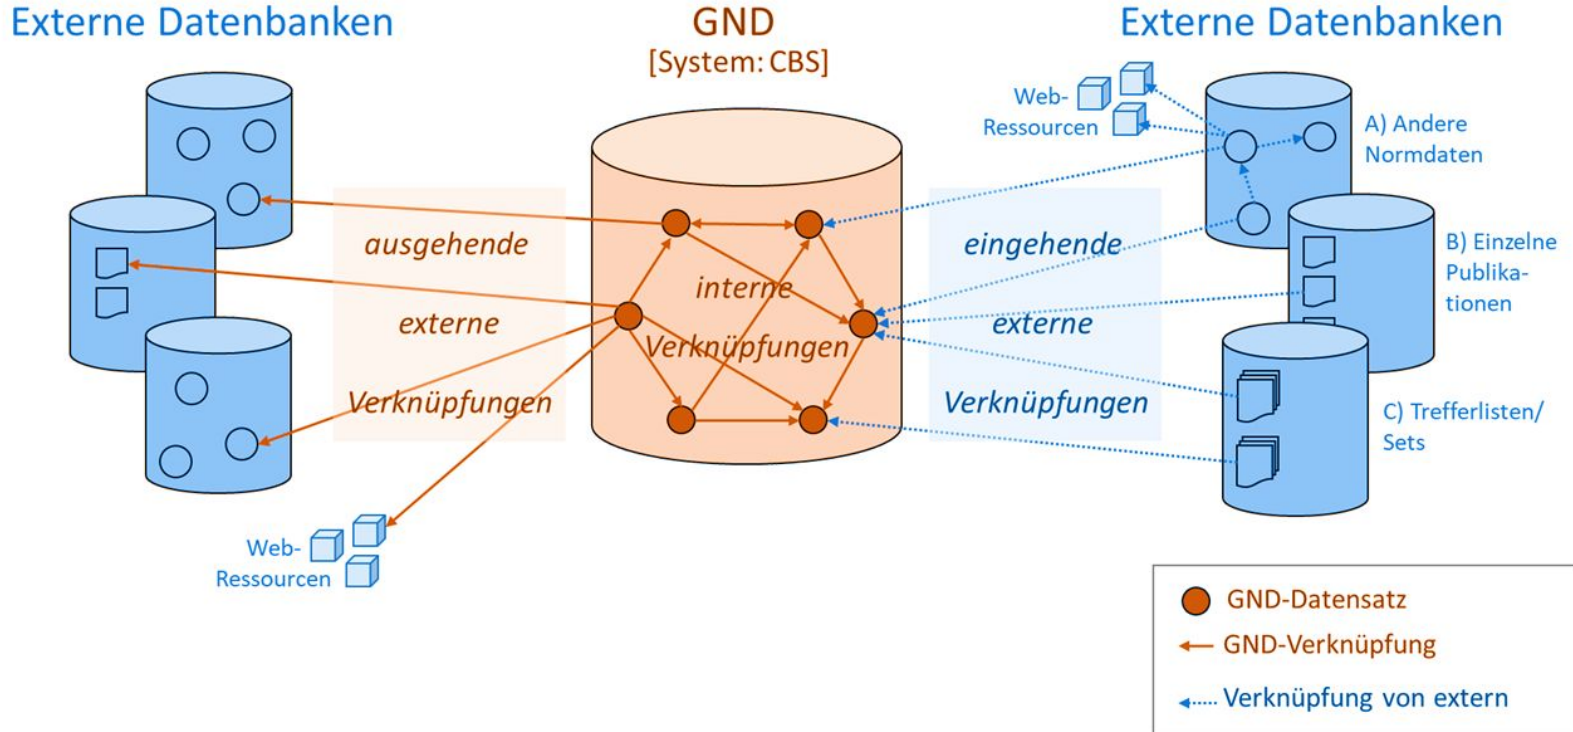 Externe Datenbanken
GND
[System: CBS]
Externe Datenbanken
Web-
Ressourcen
A) Andere
Normdaten
ausgehende
externe
Verknüpfungen
interne
Verknüpfungen
eingehende
externe
Verknüpfungen
B) Einzelne
Publika-
tionen
C) Trefferlisten/
Sets
Web-
Ressourcen
GND-Datensatz
GND-Verknüpfung
Verknüpfung von extern